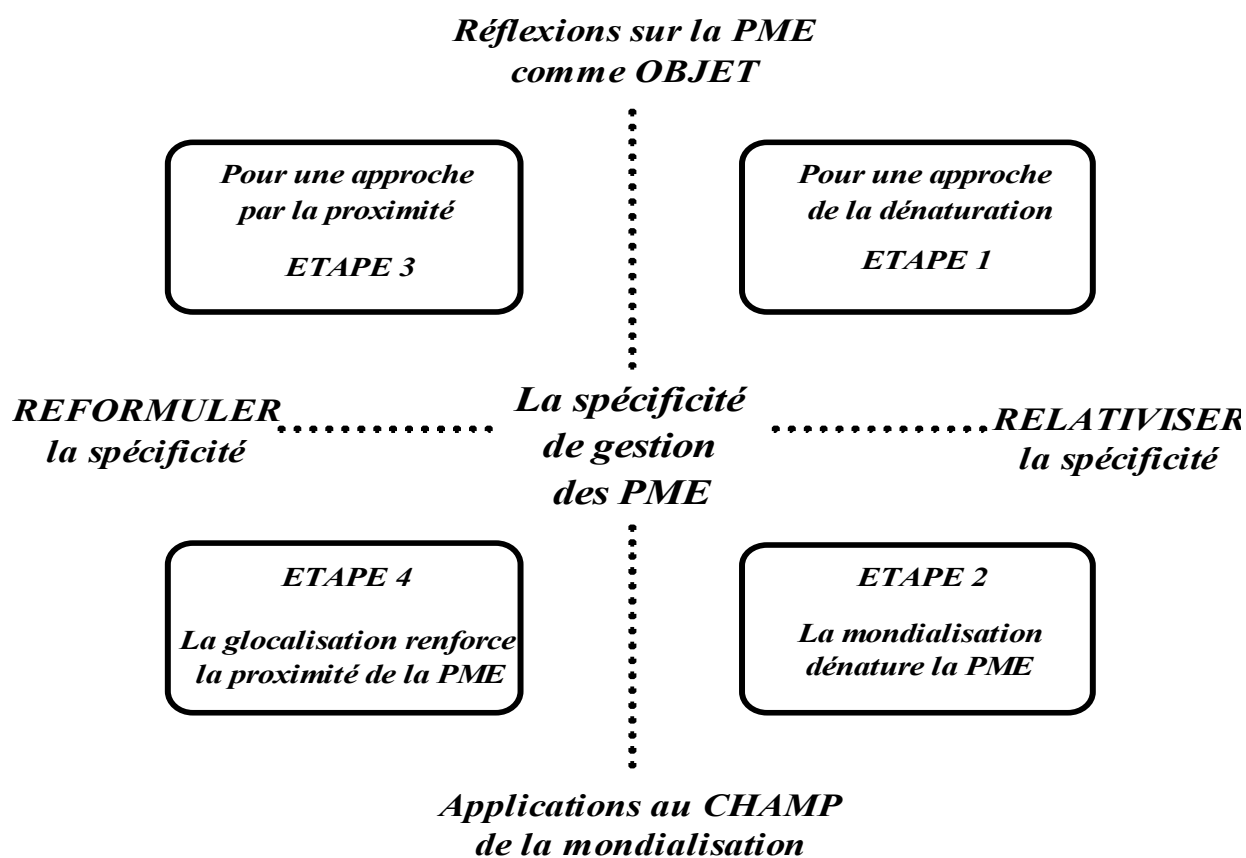 Réflexions sur la PME
comme OBJET
Pour une approche
par la proximité
ETAPE 3
Pour une approche
de la dénaturation
ETAPE 1
REFORMULER
la spécificité
La spécificité
de gestion
des PME
RELATIVISER
la spécificité
ETAPE 4
La glocalisation renforce
la proximité de la PME
ETAPE 2
La mondialisation
dénature la PME
Applications au CHAMP
de la mondialisation